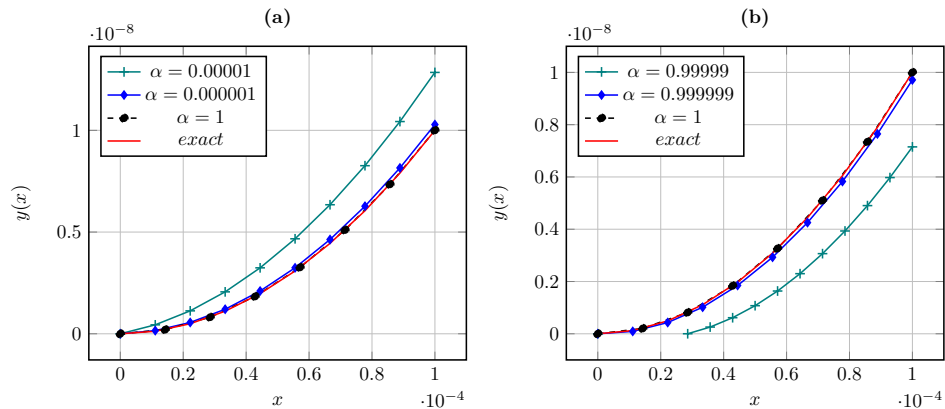 (a)
·10⁻⁸
α = 0.00001
α = 0.000001
α = 1
exact
1
0.5
0
y(x)
0
0.2
0.4
0.6
0.8
1
x
·10⁻⁴
(b)
·10⁻⁸
α = 0.99999
α = 0.999999
α = 1
exact
1
0.8
0.6
0.4
0.2
0
y(x)
0
0.2
0.4
0.6
0.8
1
x
·10⁻⁴